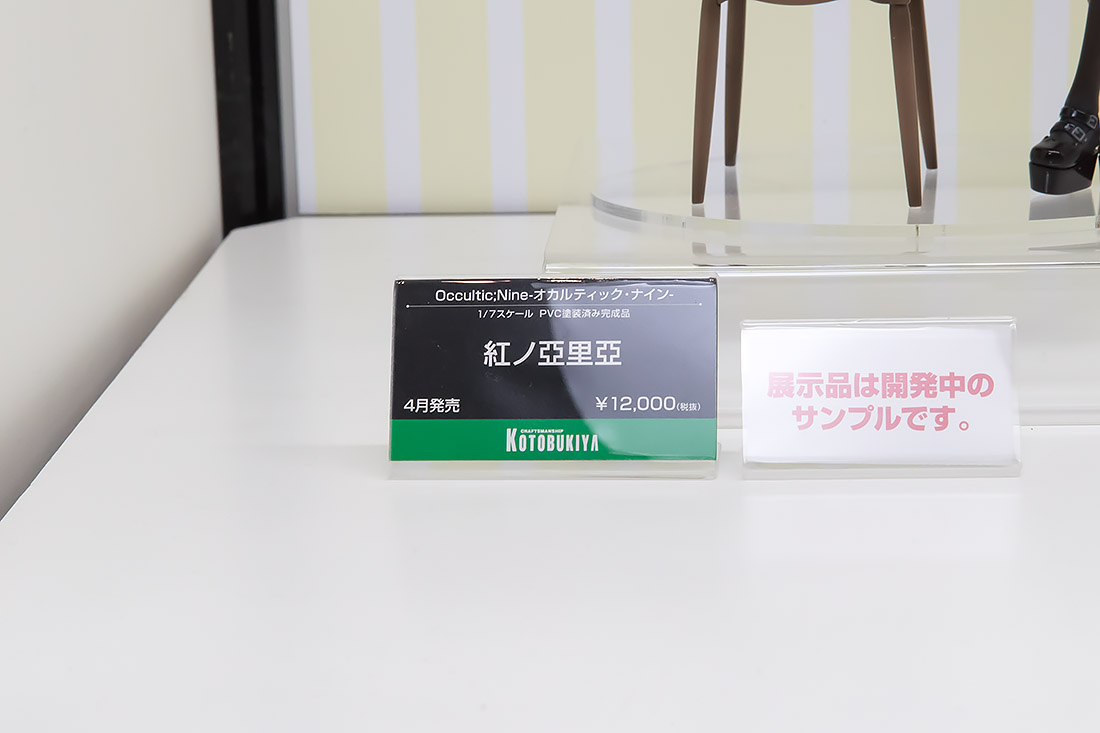 Occultic;Nine-オカルティック・ナイン-
1/7スケール PVC塗装済み完成品
紅ノ亞里亞
4月発売 ¥12,000(税抜)
CRAFTSMANSHIP
KOTOBUKIYA
展示品は開発中の
サンプルです。